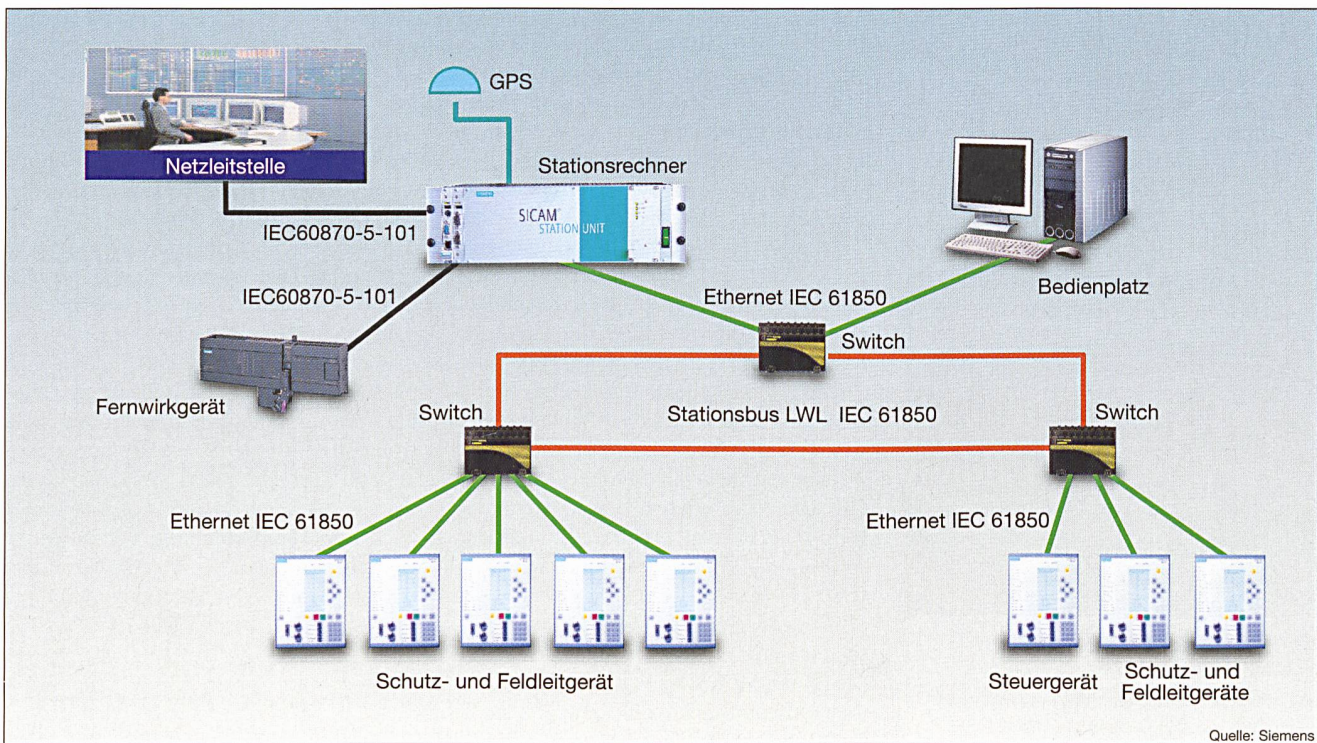 GPS
Netzleitstelle
Stationsrechner
SICAM
STATION UNIT
IEC60870-5-101
IEC60870-5-101
Ethernet IEC 61850
Bedienplatz
Switch
Fernwirkgerät
Switch
Stationsbus LWL IEC 61850
Switch
Ethernet IEC 61850
Ethernet IEC 61850
Schutz- und Feldleitgerät
Steuergerät
Schutz- und
Feldleitgeräte
Quelle: Siemens